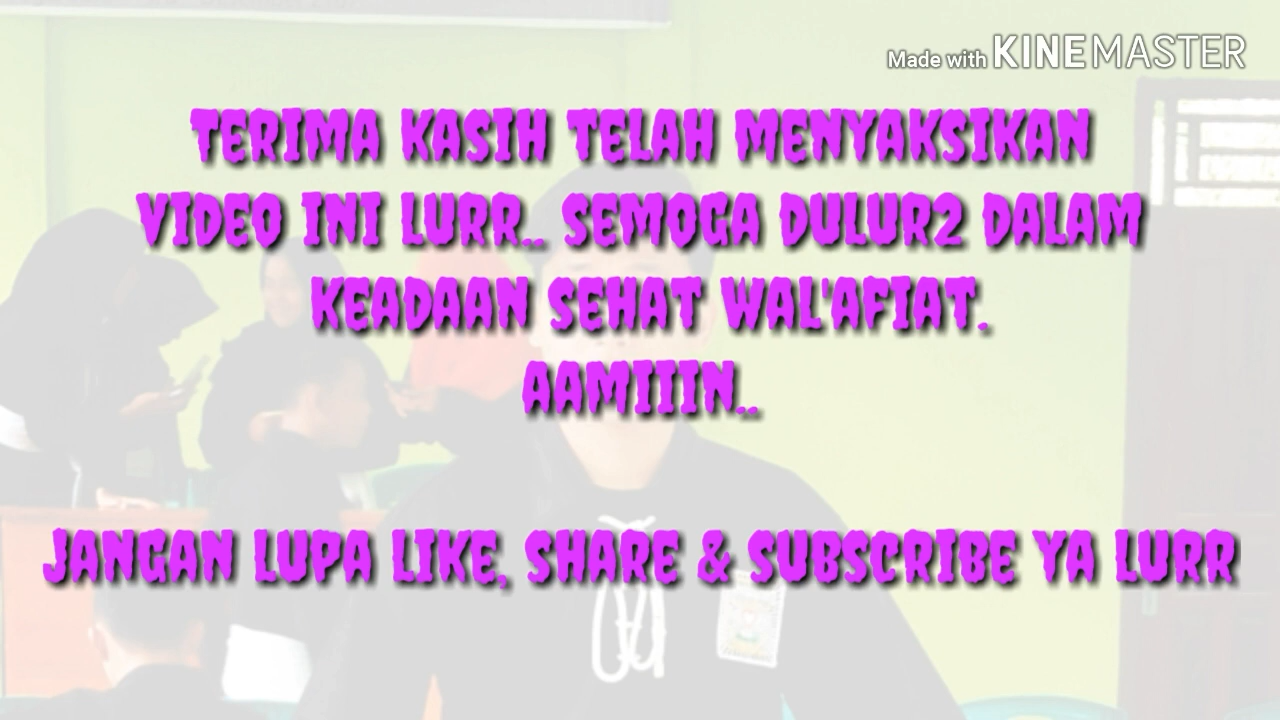 Made with KINEMASTER
TERIMA KASIH TELAH MENYAKSIKAN
VIDEO INI LURR.. SEMOGA DULUR2 DALAM
KEADAAN SEHAT WAL'AFIAT.
AAMIIIN..
JANGAN LUPA LIKE, SHARE & SUBSCRIBE YA LURR